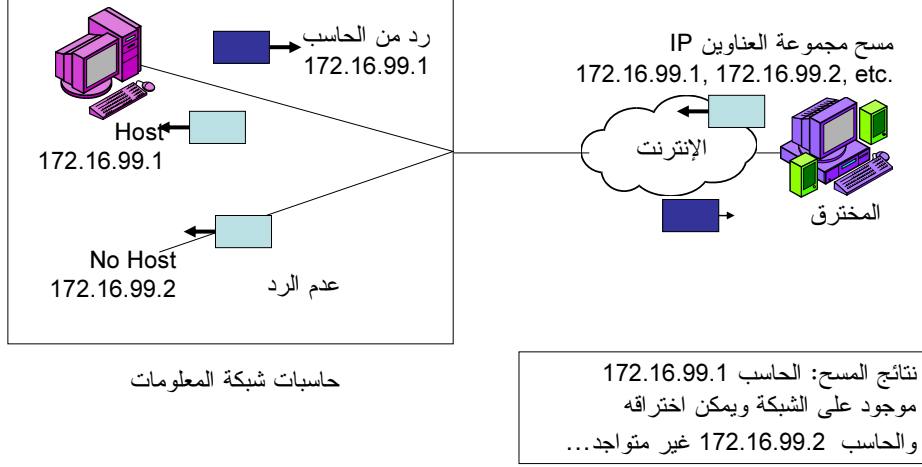 رد من الحاسب
172.16.99.1
مسح مجموعة العناوين IP
172.16.99.1, 172.16.99.2, etc.
Host
172.16.99.1
الإنترنت
المخترق
No Host
172.16.99.2
عدم الرد
حاسبات شبكة المعلومات
نتائج المسح: الحاسب 172.16.99.1
موجود على الشبكة ويمكن اختراقه
والحاسب 172.16.99.2 غير متواجد...